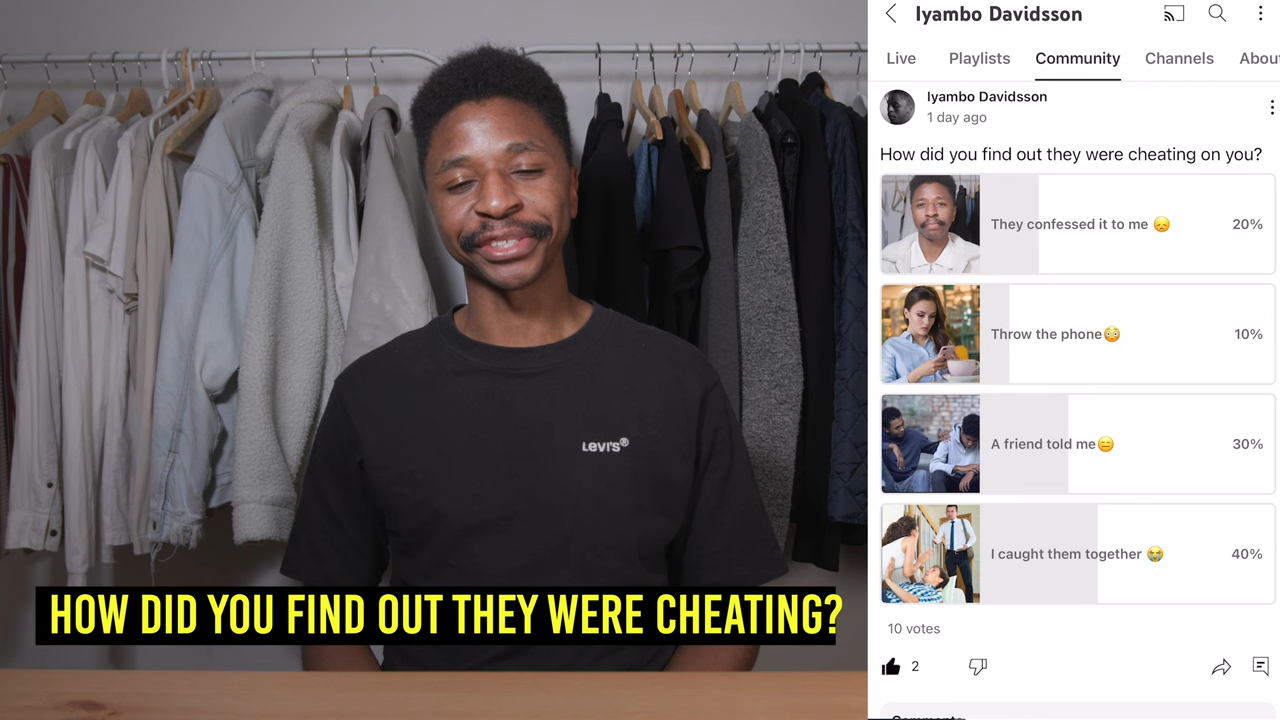 Levi's®
HOW DID YOU FIND OUT THEY WERE CHEATING?
Iyambo Davidsson
Live Playlists Community Channels Abou
Iyambo Davidsson
1 day ago
How did you find out they were cheating on you?
They confessed it to me 😞 20%
Throw the phone😳 10%
A friend told me😑 30%
I caught them together 😭 40%
10 votes
2